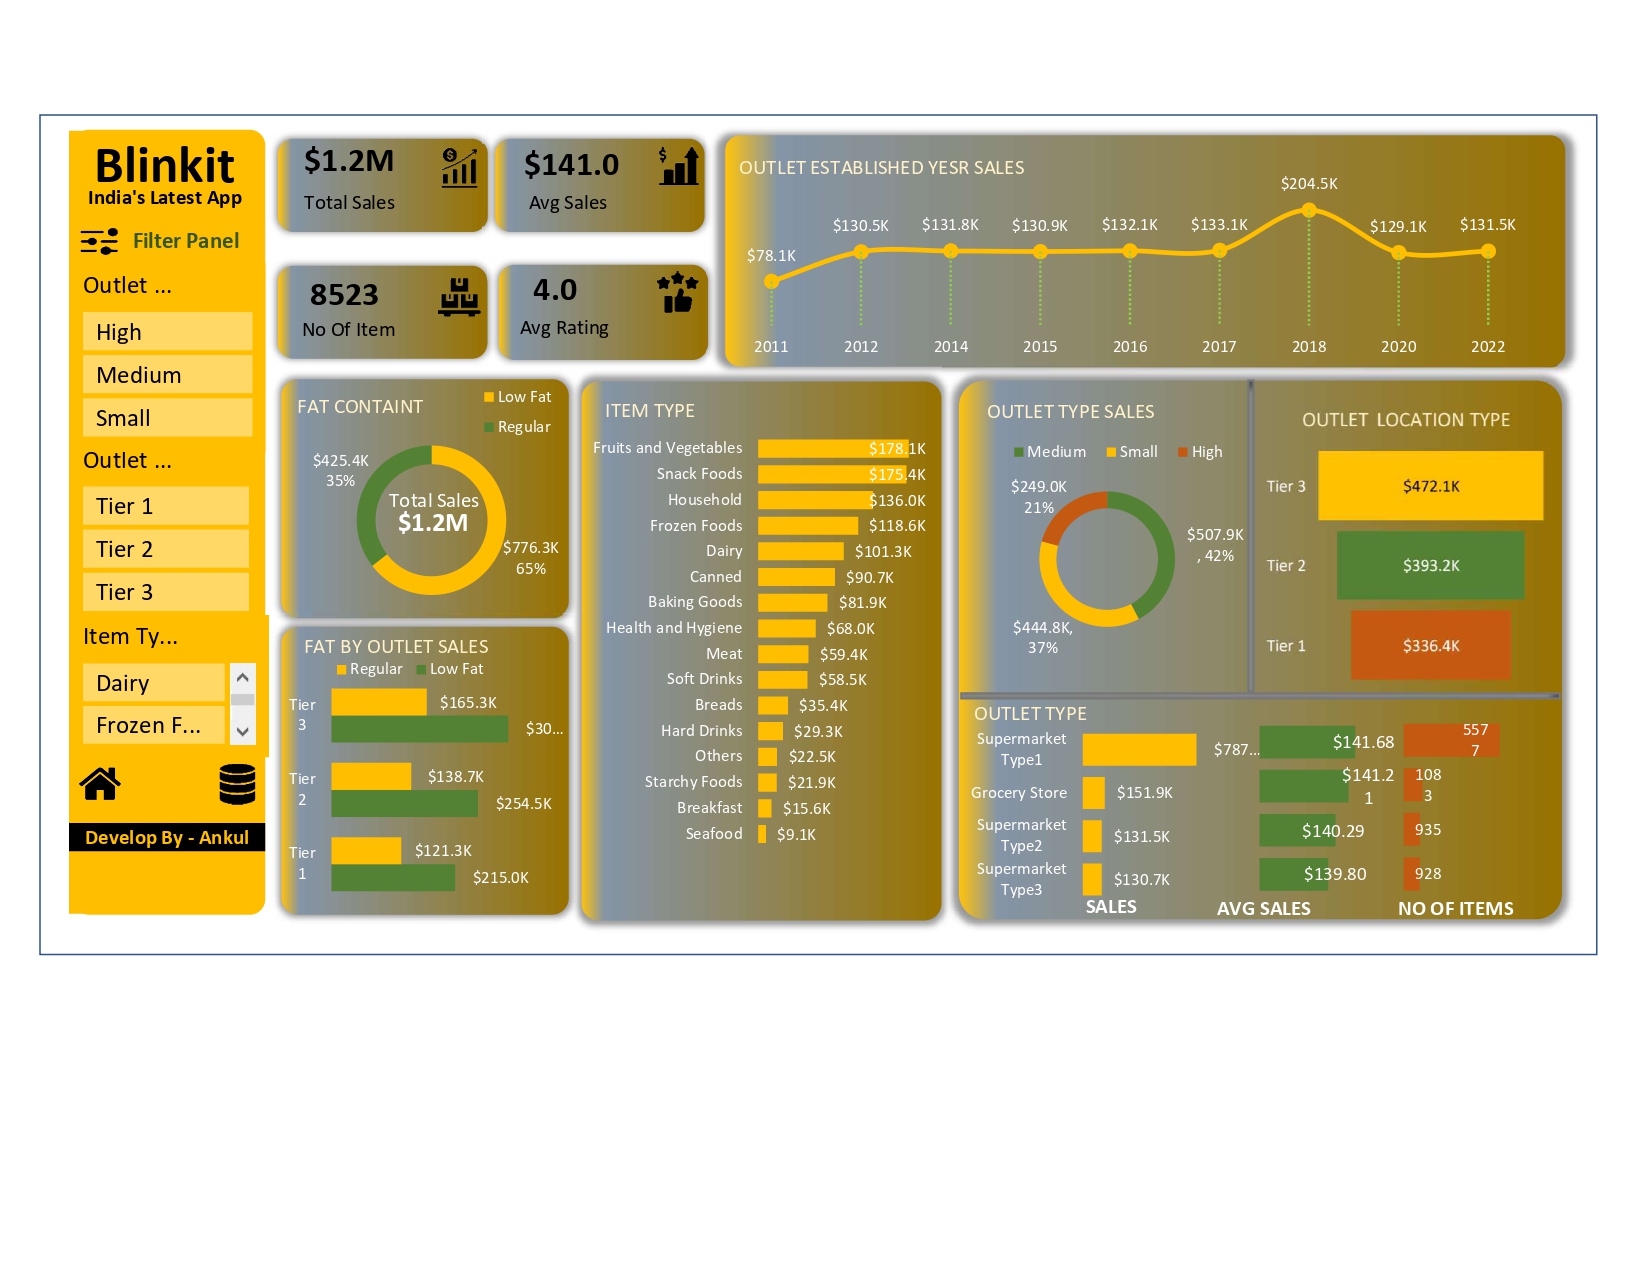 Blinkit
India's Latest App
Filter Panel
Outlet ...
High
Medium
Small
Outlet ...
Tier 1
Tier 2
Tier 3
Item Ty...
Dairy
Frozen F...
Develop By - Ankul
$1.2M
Total Sales
$141.0
Avg Sales
8523
No Of Item
4.0
Avg Rating
OUTLET ESTABLISHED YESR SALES
$78.1K
$130.5K
$131.8K
$130.9K
$132.1K
$133.1K
$204.5K
$129.1K
$131.5K
2011
2012
2014
2015
2016
2017
2018
2020
2022
FAT CONTAINT
Low Fat
Regular
$425.4K
35%
Total Sales
$1.2M
$776.3K
65%
FAT BY OUTLET SALES
Regular
Low Fat
Tier
3
$165.3K
$30...
Tier
2
$138.7K
$254.5K
Tier
1
$121.3K
$215.0K
ITEM TYPE
Fruits and Vegetables $178.1K
Snack Foods $175.4K
Household $136.0K
Frozen Foods $118.6K
Dairy $101.3K
Canned $90.7K
Baking Goods $81.9K
Health and Hygiene $68.0K
Meat $59.4K
Soft Drinks $58.5K
Breads $35.4K
Hard Drinks $29.3K
Others $22.5K
Starchy Foods $21.9K
Breakfast $15.6K
Seafood $9.1K
OUTLET TYPE SALES
Medium
Small
High
$249.0K
21%
$507.9K
, 42%
$444.8K,
37%
OUTLET LOCATION TYPE
Tier 3 $472.1K
Tier 2 $393.2K
Tier 1 $336.4K
OUTLET TYPE
Supermarket
Type1
$787...
$141.68
557
7
Grocery Store
$151.9K
$141.2
1
108
3
Supermarket
Type2
$131.5K
$140.29
935
Supermarket
Type3
$130.7K
$139.80
928
SALES
AVG SALES
NO OF ITEMS